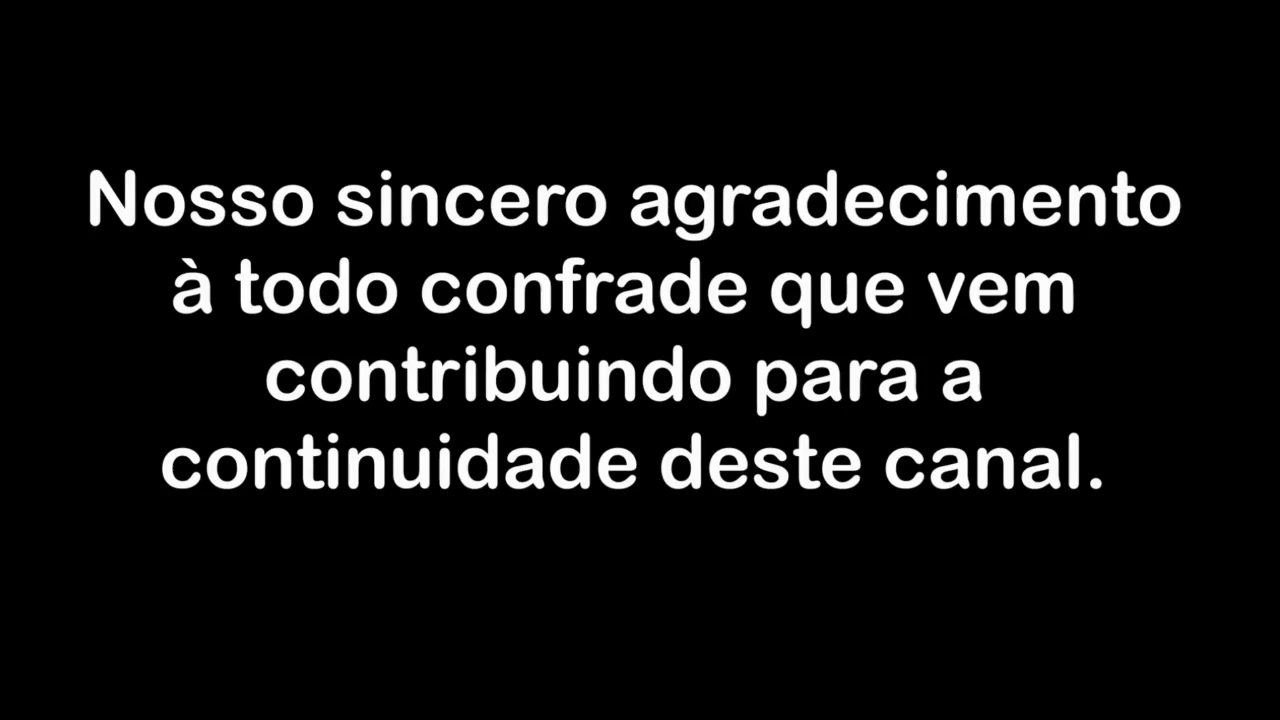 Nosso sincero agradecimento
à todo confrade que vem
contribuindo para a
continuidade deste canal.